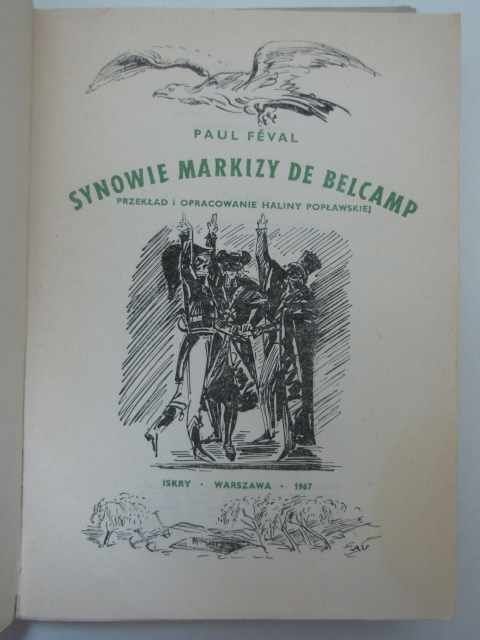 PAUL FÉVAL
SYNOWIE MARKIZY DE BELCAMP
PRZEKŁAD i OPRACOWANIE HALINY POPŁAWSKIEJ
ISKRY • WARSZAWA • 1967